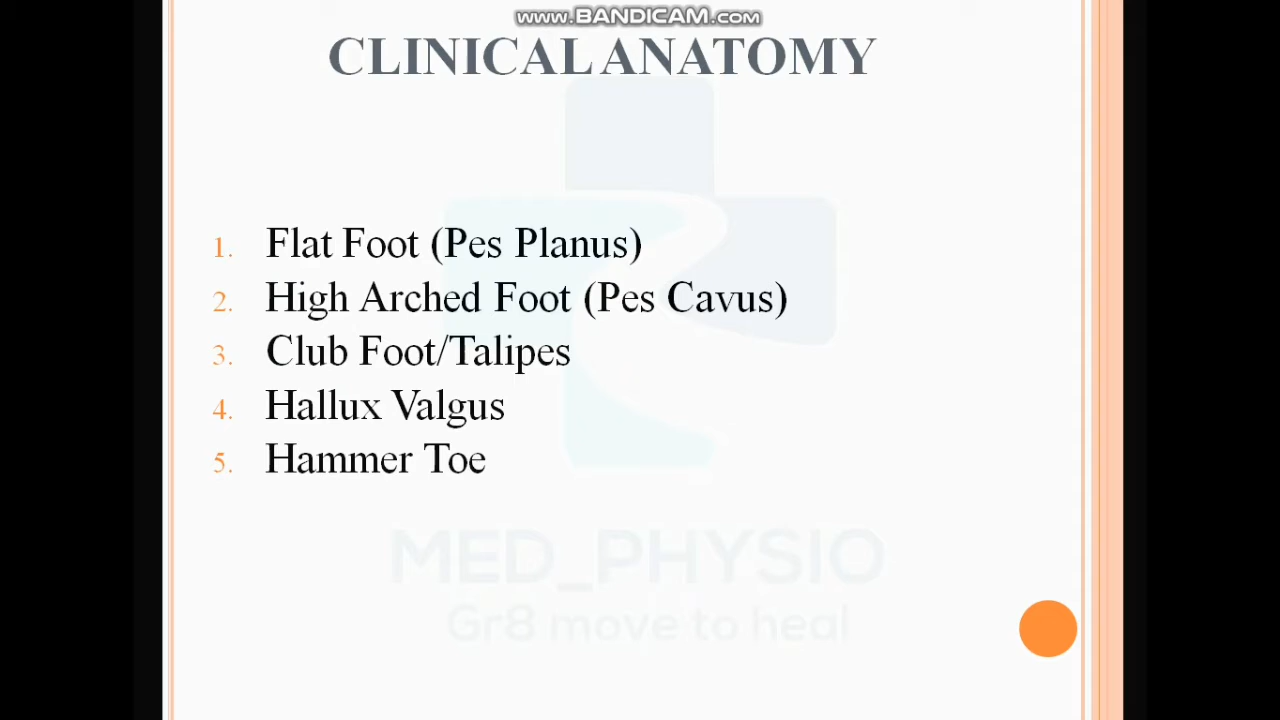 www.BANDICAM.com
CLINICAL ANATOMY
1. Flat Foot (Pes Planus)
2. High Arched Foot (Pes Cavus)
3. Club Foot/Talipes
4. Hallux Valgus
5. Hammer Toe
MED_PHYSIO
Gr8 move to heal